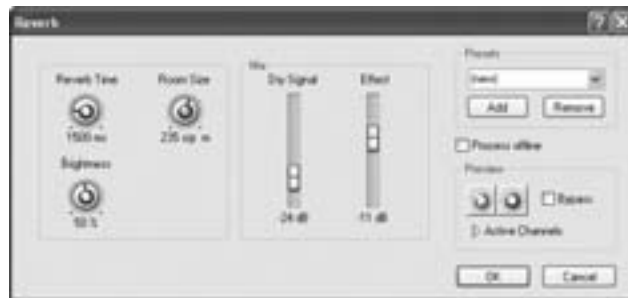 Reverb
Reverb Time
Room Size
1500 ms
235 sq. m
Brightness
50 %
Mix
Dry Signal
Effect
-24 dB
-11 dB
Presets
Add
Remove
Process offline
Preview
Bypass
Active Channels
OK
Cancel